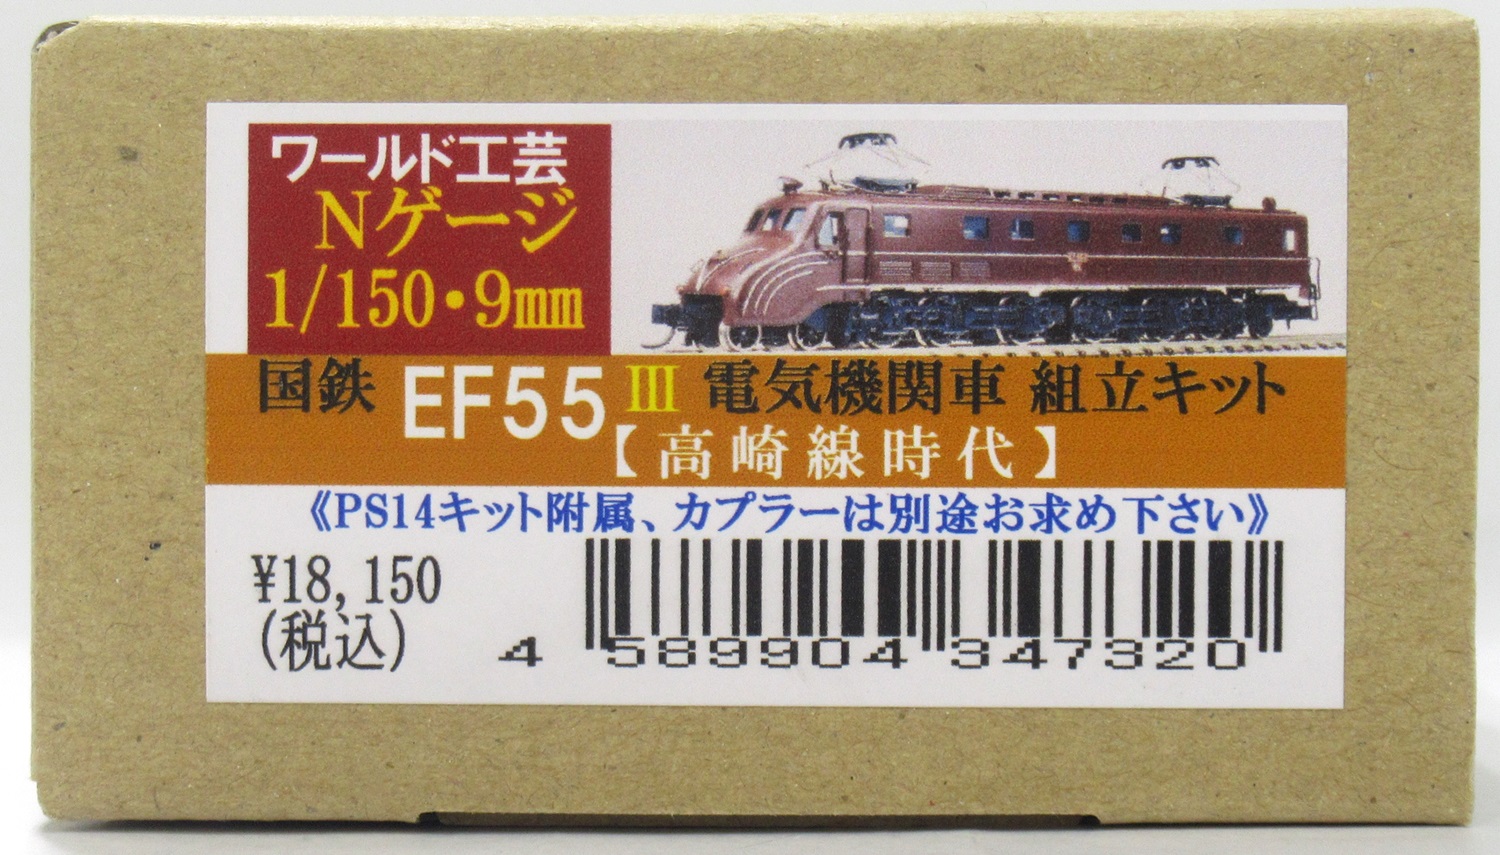 ワールド工芸
Nゲージ
1/150・9mm
国鉄 EF55 III 電気機関車 組立キット
【高崎線時代】
《PS14キット附属、カプラーは別途お求め下さい》
¥18,150
(税込)
4 589904 347320